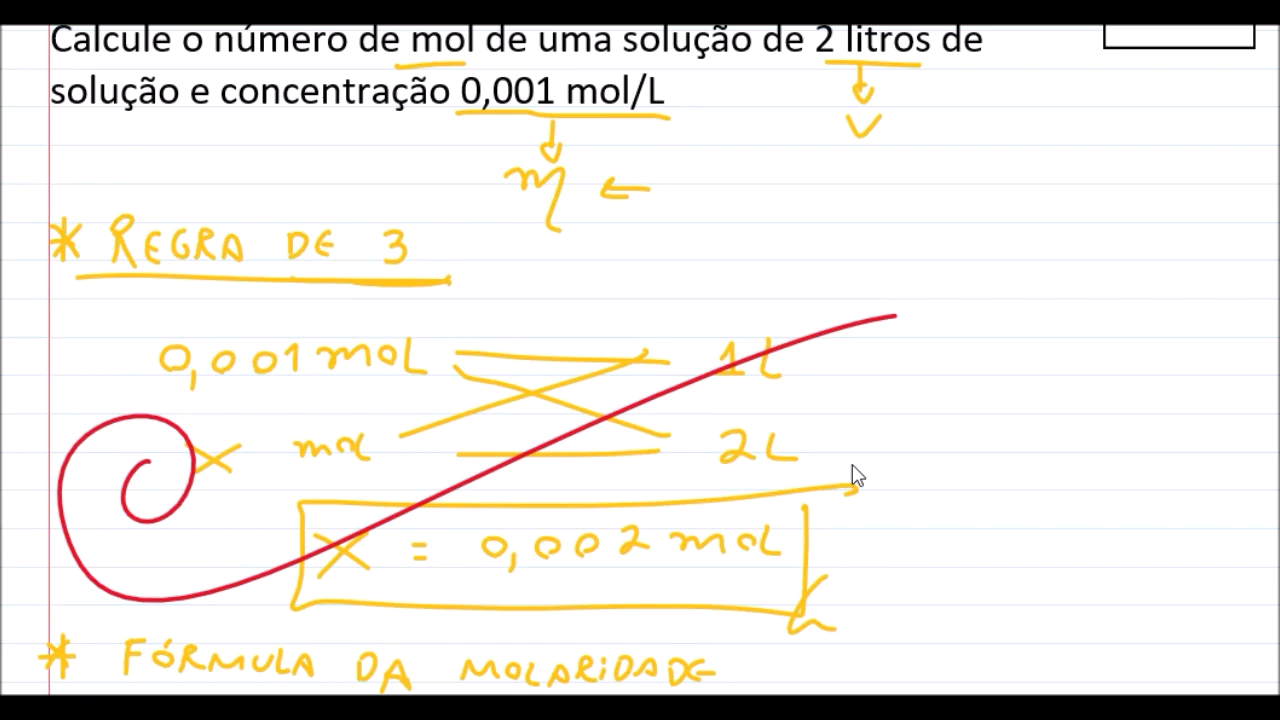 Calcule o número de mol de uma solução de 2 litros de
solução e concentração 0,001 mol/L
V
M
* REGRA DE 3
0,001 mol 1L
X mol 2L
X = 0,002 mol
* FÓRMULA DA MOLARIDADE